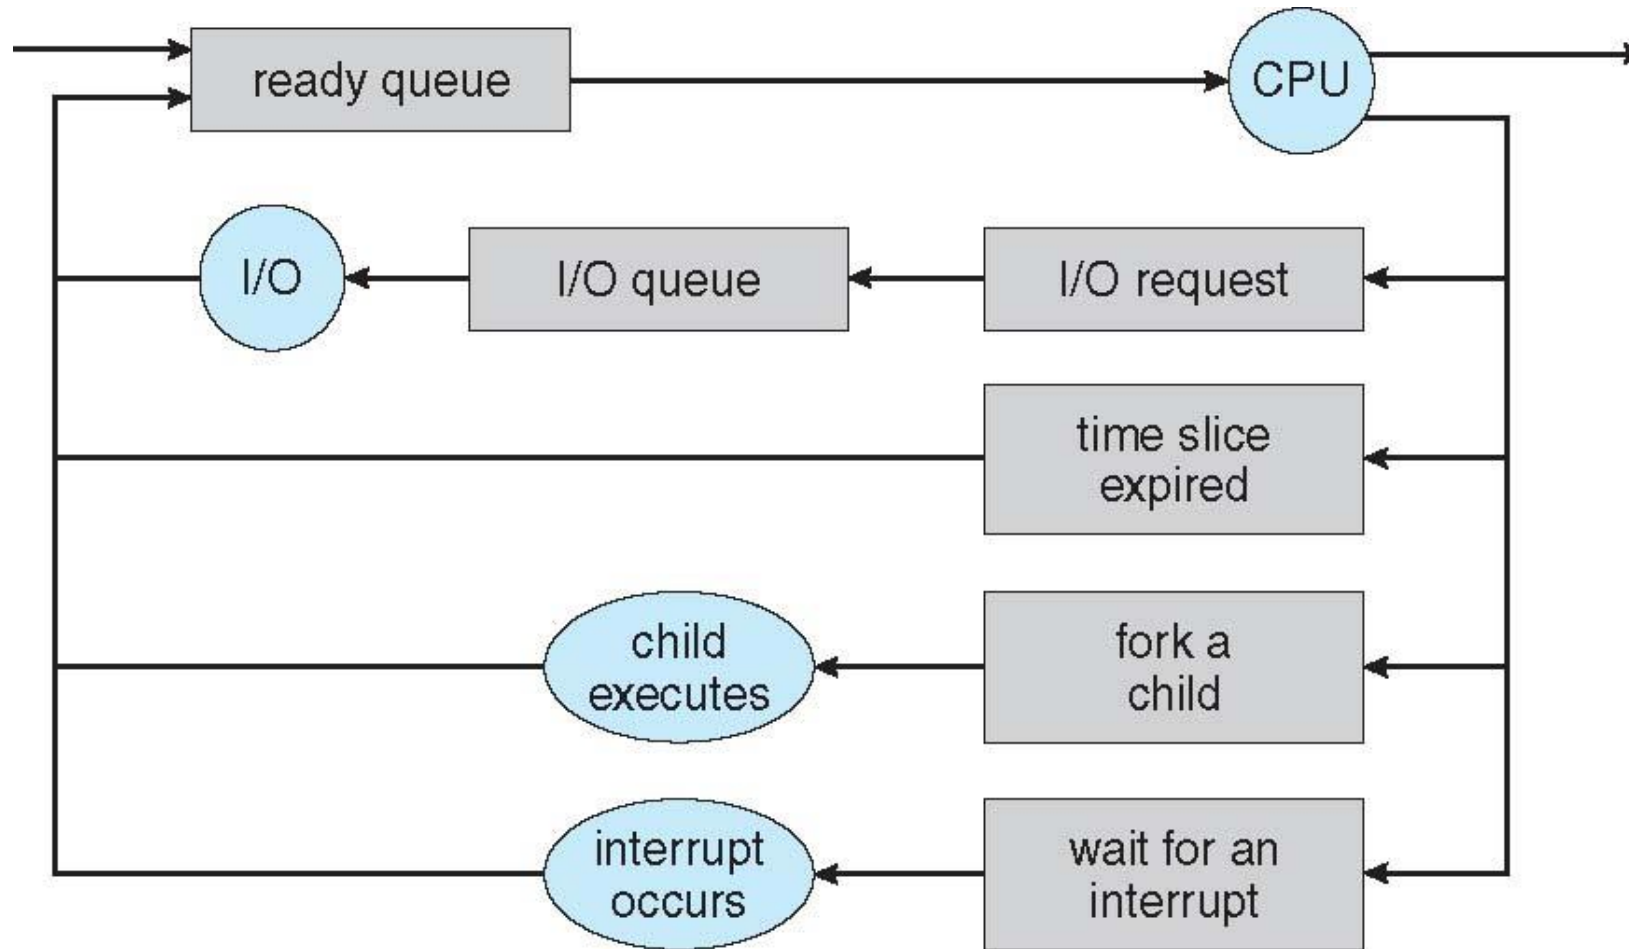 ready queue
CPU
I/O
I/O queue
I/O request
time slice
expired
child
executes
fork a
child
interrupt
occurs
wait for an
interrupt